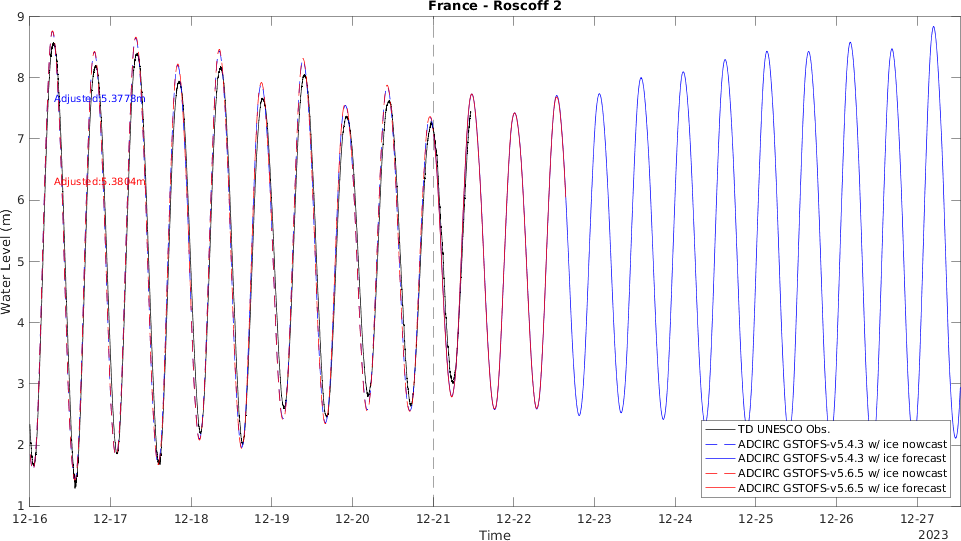 France - Roscoff 2
9
8
7
6
5
4
3
2
1
Water Level (m)
Adjusted:5.3778m
Adjusted:5.3804m
TD UNESCO Obs.
ADCIRC GSTOFS-v5.4.3 w/ ice nowcast
ADCIRC GSTOFS-v5.4.3 w/ ice forecast
ADCIRC GSTOFS-v5.6.5 w/ ice nowcast
ADCIRC GSTOFS-v5.6.5 w/ ice forecast
12-16 12-17 12-18 12-19 12-20 12-21 12-22 12-23 12-24 12-25 12-26 12-27
Time
2023